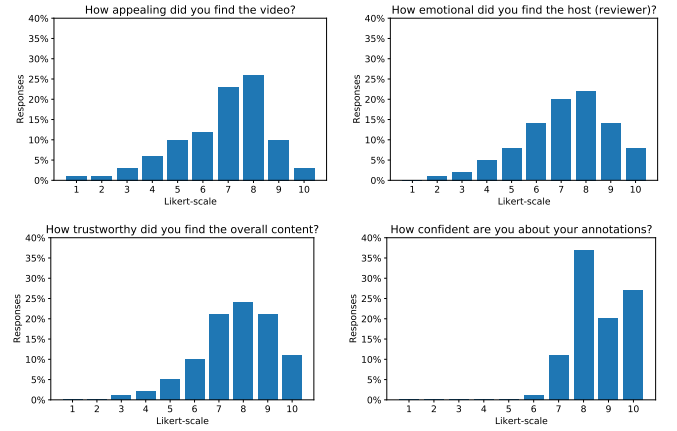 How appealing did you find the video?
40%
35%
30%
25%
20%
15%
10%
5%
0%
Responses
1 2 3 4 5 6 7 8 9 10
Likert-scale
How emotional did you find the host (reviewer)?
40%
35%
30%
25%
20%
15%
10%
5%
0%
Responses
1 2 3 4 5 6 7 8 9 10
Likert-scale
How trustworthy did you find the overall content?
40%
35%
30%
25%
20%
15%
10%
5%
0%
Responses
1 2 3 4 5 6 7 8 9 10
Likert-scale
How confident are you about your annotations?
40%
35%
30%
25%
20%
15%
10%
5%
0%
Responses
1 2 3 4 5 6 7 8 9 10
Likert-scale